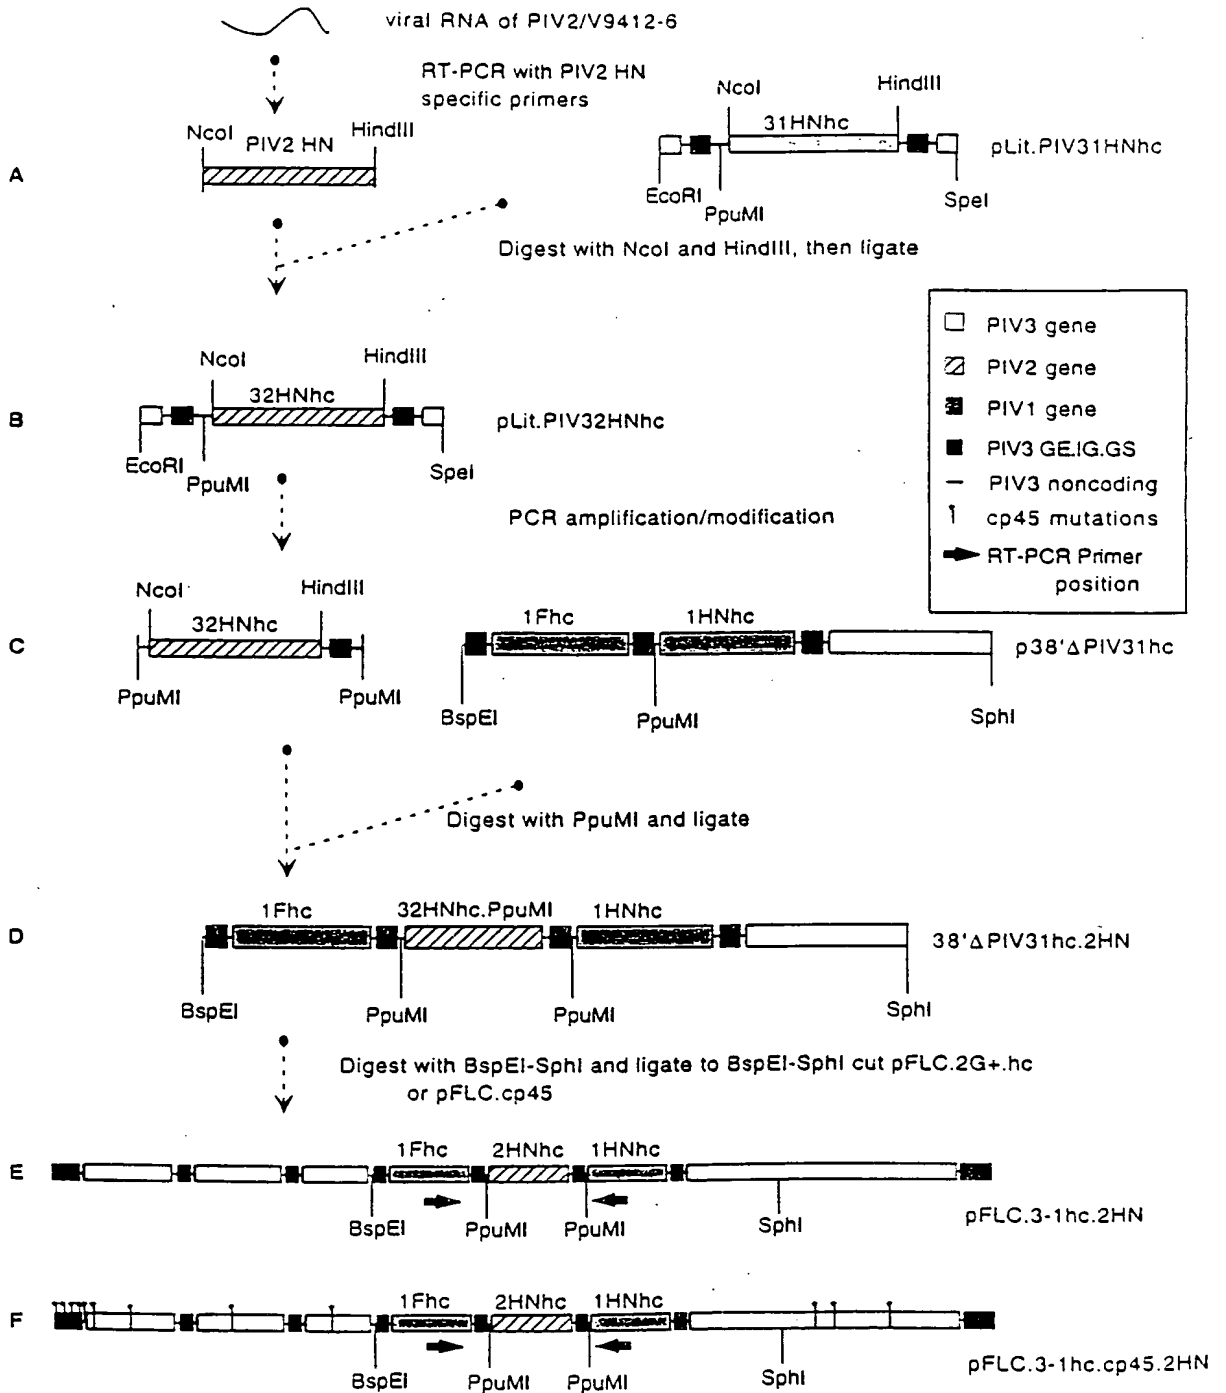 viral RNA of PIV2/V9412-6
RT-PCR with PIV2 HN
specific primers
NcoI
PIV2 HN
HindIII
NcoI
HindIII
31HNhc
pLit.PIV31HNhc
A
EcoRI
PpuMI
SpeI
Digest with NcoI and HindIII, then ligate
PIV3 gene
PIV2 gene
PIV1 gene
PIV3 GE.IG.GS
PIV3 noncoding
cp45 mutations
RT-PCR Primer
position
NcoI
HindIII
32HNhc
B
pLit.PIV32HNhc
EcoRI
PpuMI
SpeI
PCR amplification/modification
NcoI
HindIII
32HNhc
1Fhc
1HNhc
C
p38'ΔPIV31hc
PpuMI
PpuMI
BspEI
PpuMI
SphI
Digest with PpuMI and ligate
1Fhc
32HNhc.PpuMI
1HNhc
D
38'ΔPIV31hc.2HN
BspEI
PpuMI
PpuMI
SphI
Digest with BspEI-SphI and ligate to BspEI-SphI cut pFLC.2G+.hc
or pFLC.cp45
1Fhc
2HNhc
1HNhc
E
BspEI
PpuMI
PpuMI
SphI
pFLC.3-1hc.2HN
1Fhc
2HNhc
1HNhc
F
BspEI
PpuMI
PpuMI
SphI
pFLC.3-1hc.cp45.2HN